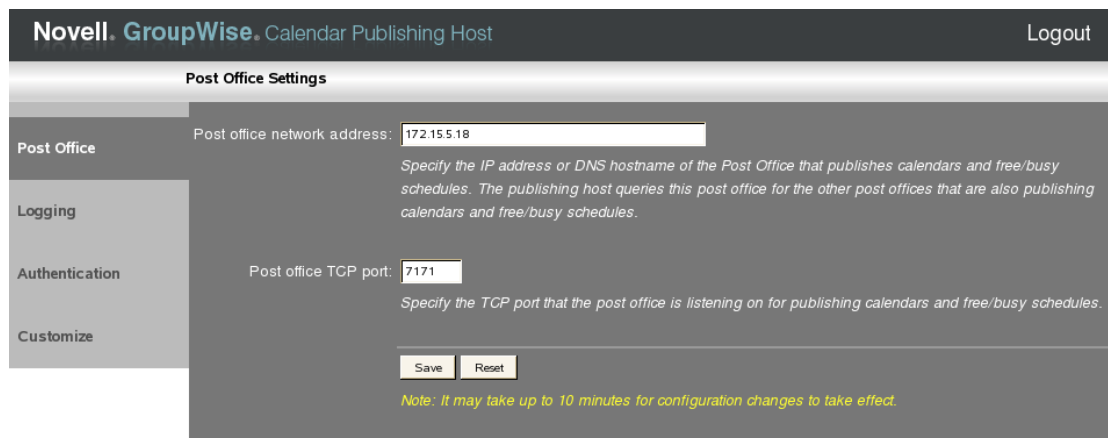 Novell. GroupWise. Calendar Publishing Host
Logout
Post Office Settings
Post Office
Logging
Authentication
Customize
Post office network address: 172.15.5.18
Specify the IP address or DNS hostname of the Post Office that publishes calendars and free/busy
schedules. The publishing host queries this post office for the other post offices that are also publishing
calendars and free/busy schedules.
Post office TCP port: 7171
Specify the TCP port that the post office is listening on for publishing calendars and free/busy schedules.
Save Reset
Note: It may take up to 10 minutes for configuration changes to take effect.